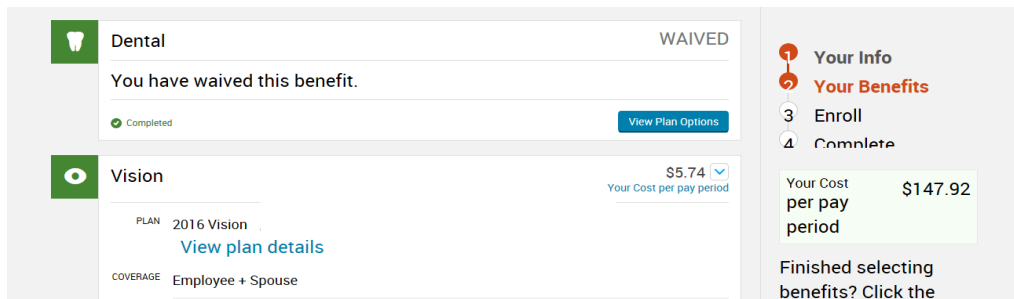 Dental
WAIVED
You have waived this benefit.
Completed
View Plan Options
Vision
$5.74
Your Cost per pay period
PLAN
2016 Vision
View plan details
COVERAGE
Employee + Spouse
1 Your Info
2 Your Benefits
3 Enroll
4 Complete
Your Cost
per pay
period
$147.92
Finished selecting
benefits? Click the